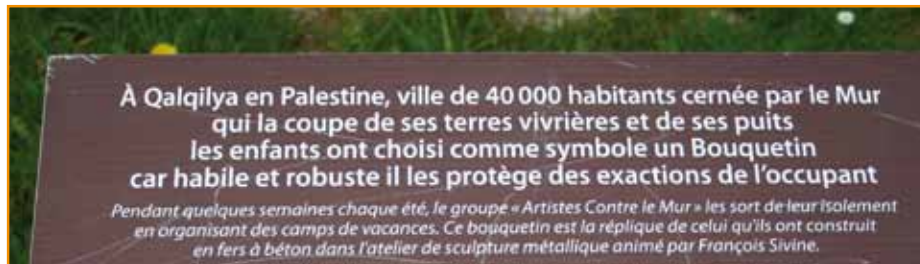 À Qalqilya en Palestine, ville de 40 000 habitants cernée par le Mur
qui la coupe de ses terres vivrières et de ses puits
les enfants ont choisi comme symbole un Bouquetin
car habile et robuste il les protège des exactions de l'occupant
Pendant quelques semaines chaque été, le groupe « Artistes Contre le Mur » les sort de leur isolement
en organisant des camps de vacances. Ce bouquetin est la réplique de celui qu'ils ont construit
en fers à béton dans l'atelier de sculpture métallique animé par François Sivine.